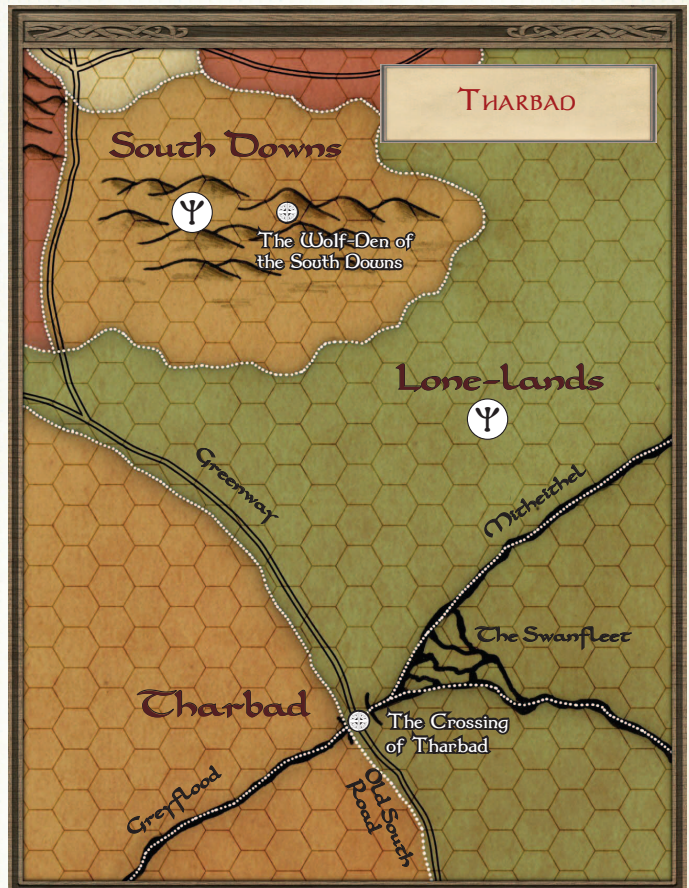 THARBAD
South Downs
The Wolf-Den of
the South Downs
Lone-lands
Greenway
Mitheithel
The Swanfleet
Tharbad
The Crossing
of Tharbad
Greyflood
Old South
Road